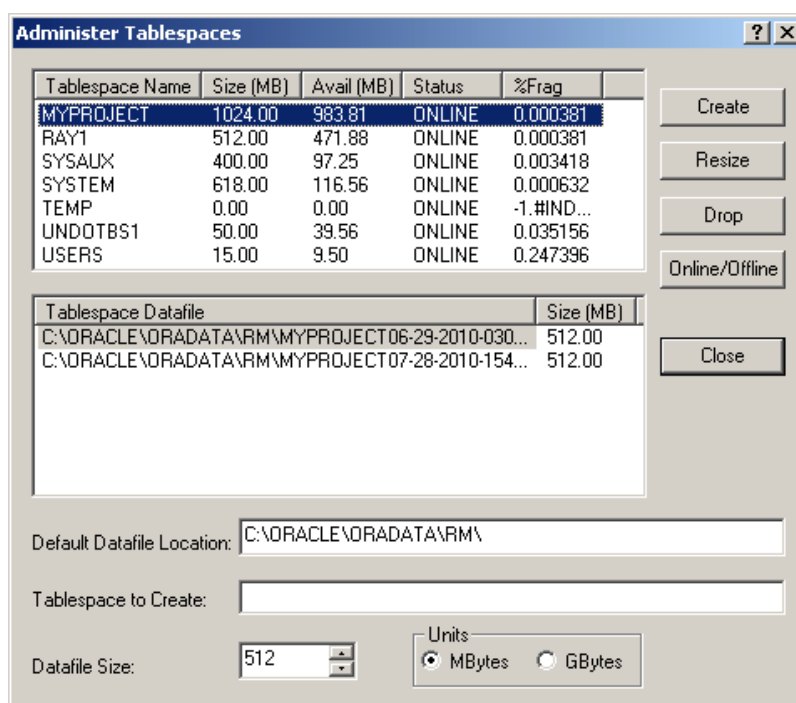 Administer Tablespaces
Tablespace Name Size (MB) Avail (MB) Status %Frag
MYPROJECT 1024.00 983.81 ONLINE 0.000381
RAY1 512.00 471.88 ONLINE 0.000381
SYSAUX 400.00 97.25 ONLINE 0.003418
SYSTEM 618.00 116.56 ONLINE 0.000632
TEMP 0.00 0.00 ONLINE -1.#IND...
UNDOTBS1 50.00 39.56 ONLINE 0.035156
USERS 15.00 9.50 ONLINE 0.247396
Create
Resize
Drop
Online/Offline
Close
Tablespace Datafile Size (MB)
C:\ORACLE\ORADATA\RM\MYPROJECT06-29-2010-030... 512.00
C:\ORACLE\ORADATA\RM\MYPROJECT07-28-2010-154... 512.00
Default Datafile Location: C:\ORACLE\ORADATA\RM\
Tablespace to Create:
Datafile Size: 512
Units
MBytes GBytes